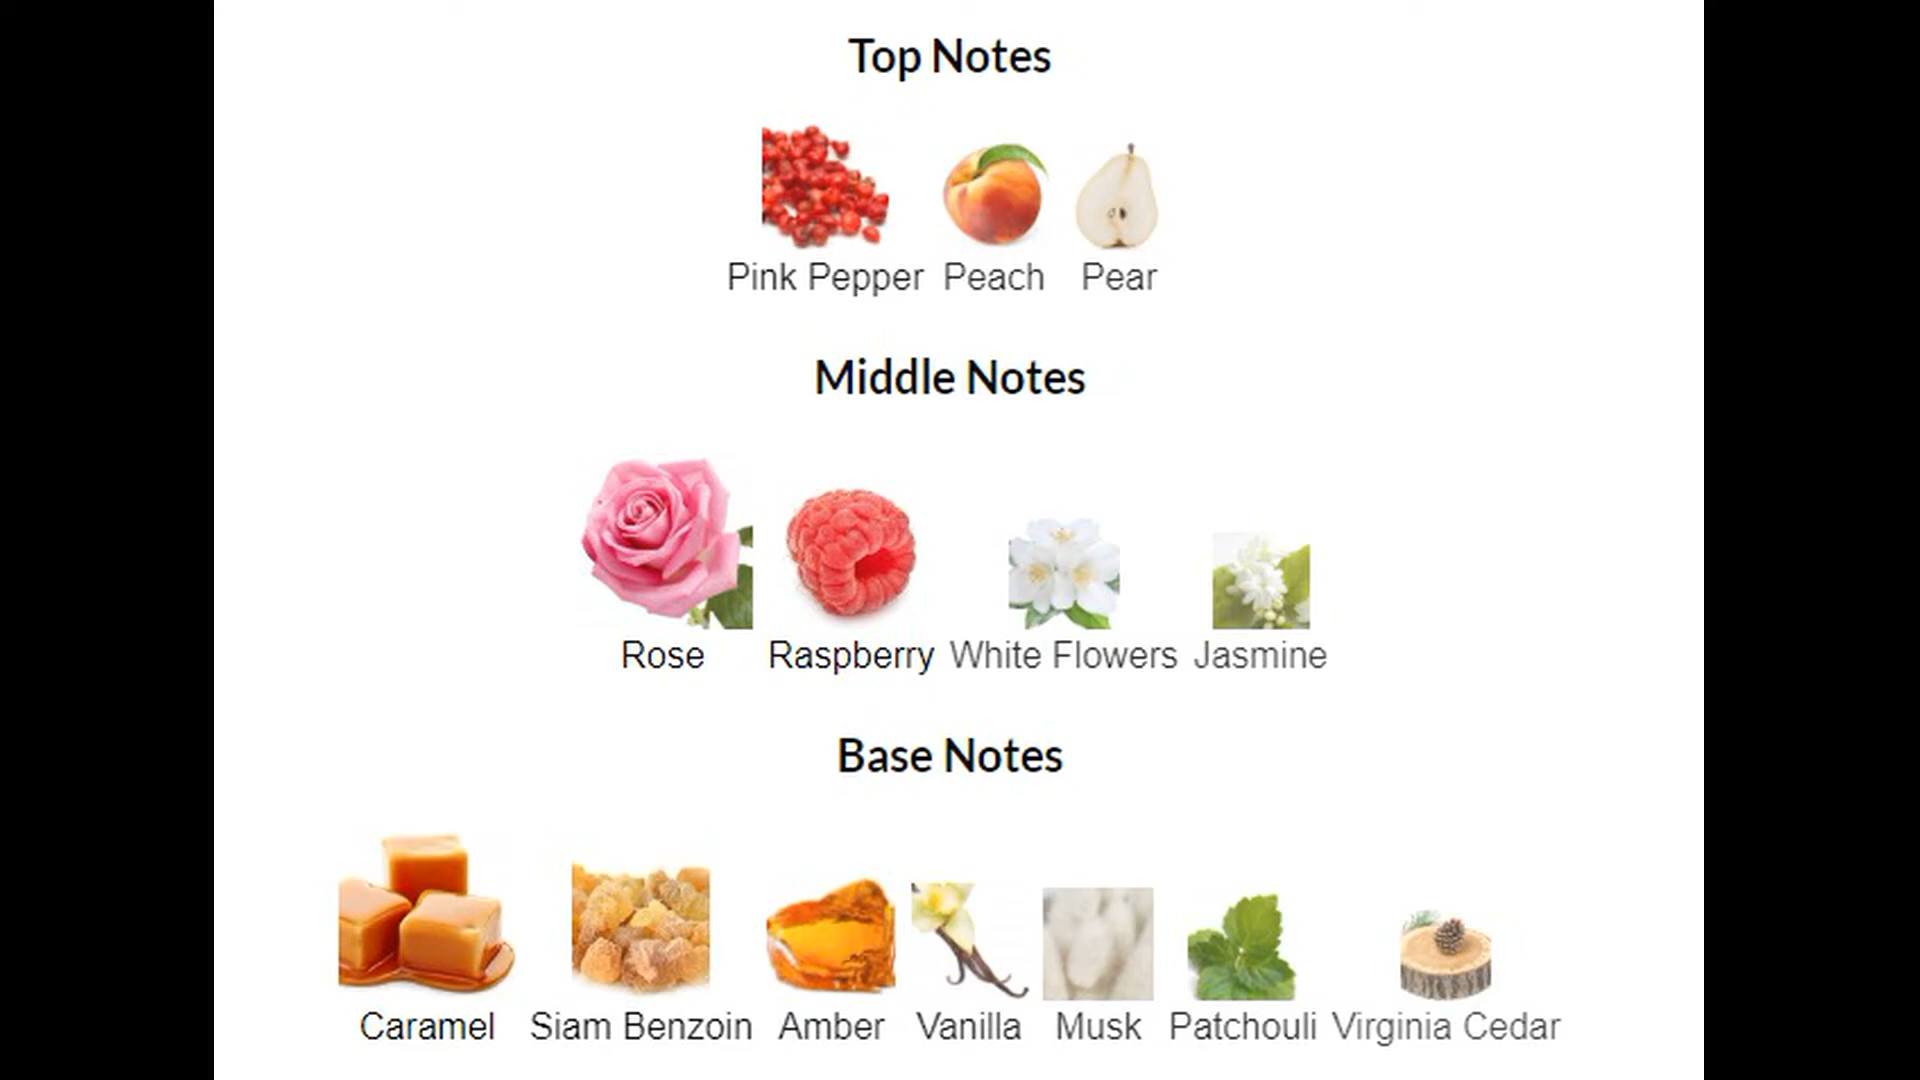 Top Notes
Pink Pepper Peach Pear
Middle Notes
Rose Raspberry White Flowers Jasmine
Base Notes
Caramel Siam Benzoin Amber Vanilla Musk Patchouli Virginia Cedar